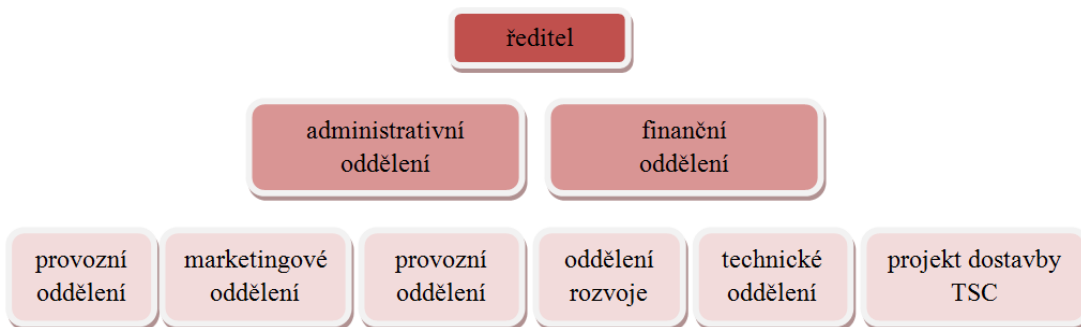 ředitel
administrativní
oddělení
finanční
oddělení
provozní
oddělení
marketingové
oddělení
provozní
oddělení
oddělení
rozvoje
technické
oddělení
projekt dostavby
TSC